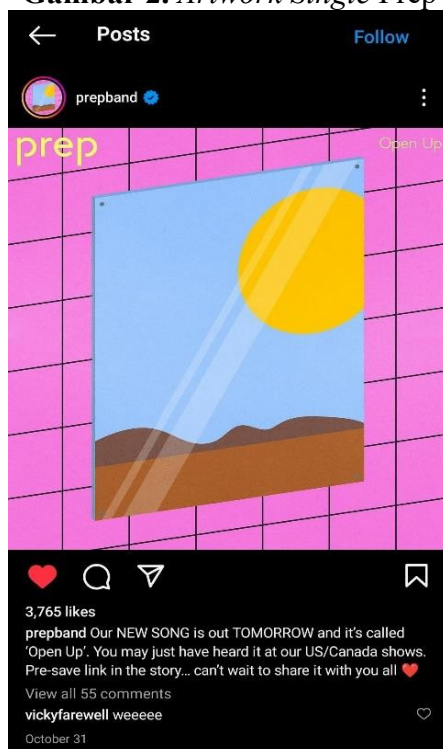 Gambar 2. Artwork Single Prep
Posts
Follow
prepband
prep
Open Up
3,765 likes
prepband Our NEW SONG is out TOMORROW and it's called
'Open Up'. You may just have heard it at our US/Canada shows.
Pre-save link in the story... can't wait to share it with you all ❤️
View all 55 comments
vickyfarewell weeeee
October 31